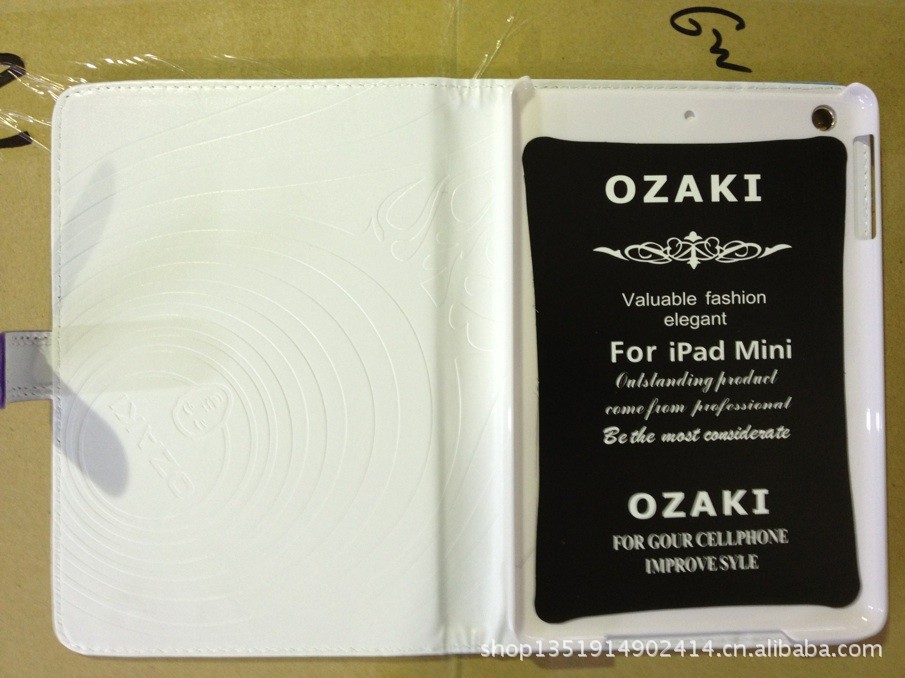 OZAKI
Valuable fashion
elegant
For iPad Mini
Outstanding product
come from professional
Be the most considerate
OZAKI
FOR GOUR CELLPHONE
IMPROVE SYLE
OZAKI
shop1351914902414.cn.alibaba.com